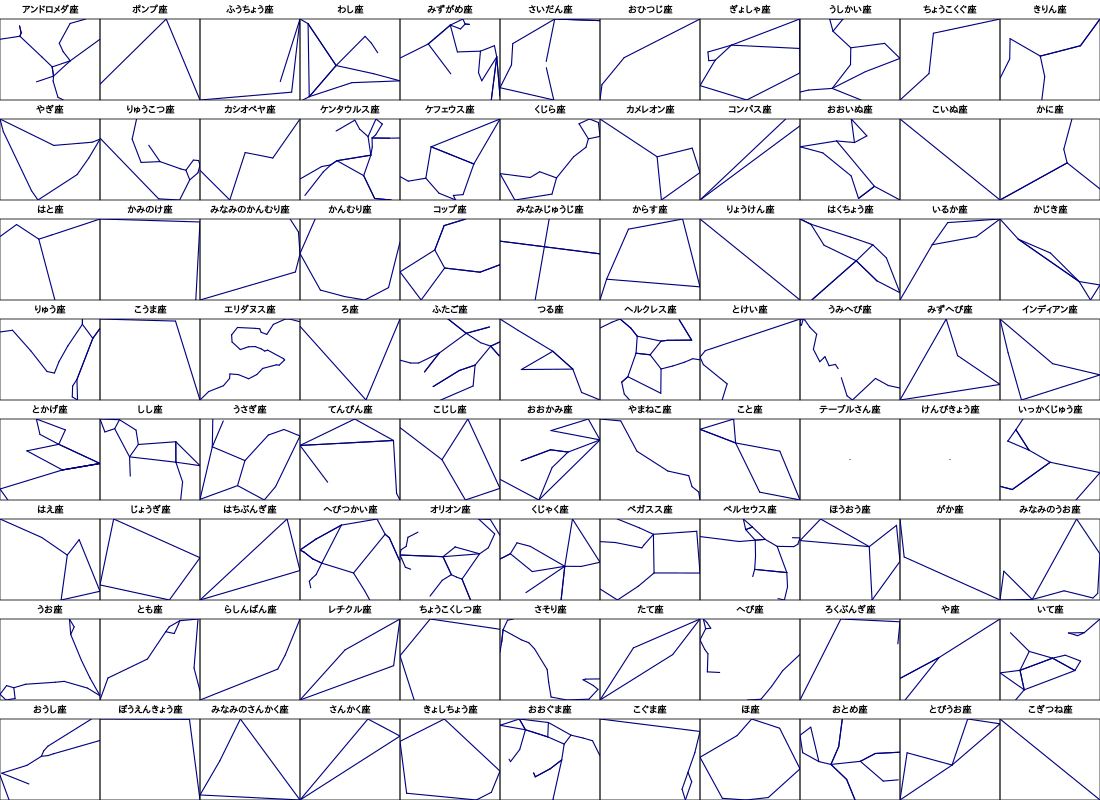 アンドロメダ座 ポンプ座 ふうちょう座 わし座 みずがめ座 さいだん座 おひつじ座 ぎょしゃ座 うしかい座 ちょうこくぐ座 きりん座
やぎ座 りゅうこつ座 カシオペヤ座 ケンタウルス座 ケフェウス座 くじら座 カメレオン座 コンパス座 おおいぬ座 こいぬ座 かに座
はと座 かみのけ座 みなみのかんむり座 かんむり座 コップ座 みなみじゅうじ座 からす座 りょうけん座 はくちょう座 いるか座 かじき座
りゅう座 こうま座 エリダヌス座 ろ座 ふたご座 つる座 ヘルクレス座 とけい座 うみへび座 みずへび座 インディアン座
とかげ座 しし座 うさぎ座 てんびん座 こじし座 おおかみ座 やまねこ座 こと座 テーブルさん座 けんびきょう座 いっかくじゅう座
はえ座 じょうぎ座 はちぶんぎ座 へびつかい座 オリオン座 くじゃく座 ペガスス座 ペルセウス座 ほうおう座 がか座 みなみのうお座
うお座 とも座 らしんばん座 レチクル座 ちょうこくしつ座 さそり座 たて座 へび座 ろくぶんぎ座 や座 いて座
おうし座 ぼうえんきょう座 みなみのさんかく座 さんかく座 きょしちょう座 おおぐま座 こぐま座 ほ座 おとめ座 とびうお座 こぎつね座